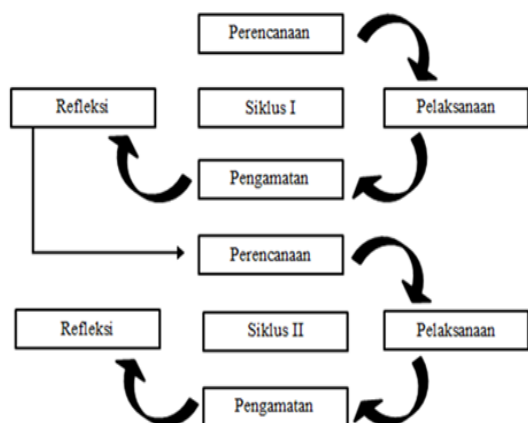 Perencanaan
Refleksi
Siklus I
Pelaksanaan
Pengamatan
Perencanaan
Refleksi
Siklus II
Pelaksanaan
Pengamatan